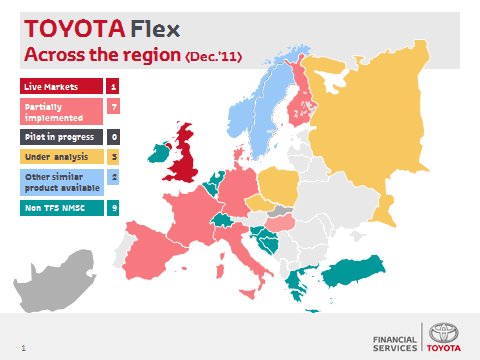 TOYOTA Flex
Across the region (Dec.'11)
Live Markets 1
Partially
implemented 7
Pilot in progress 0
Under analysis 3
Other similar
product available 2
Non TFS NMSC 9
1
FINANCIAL
SERVICES
TOYOTA